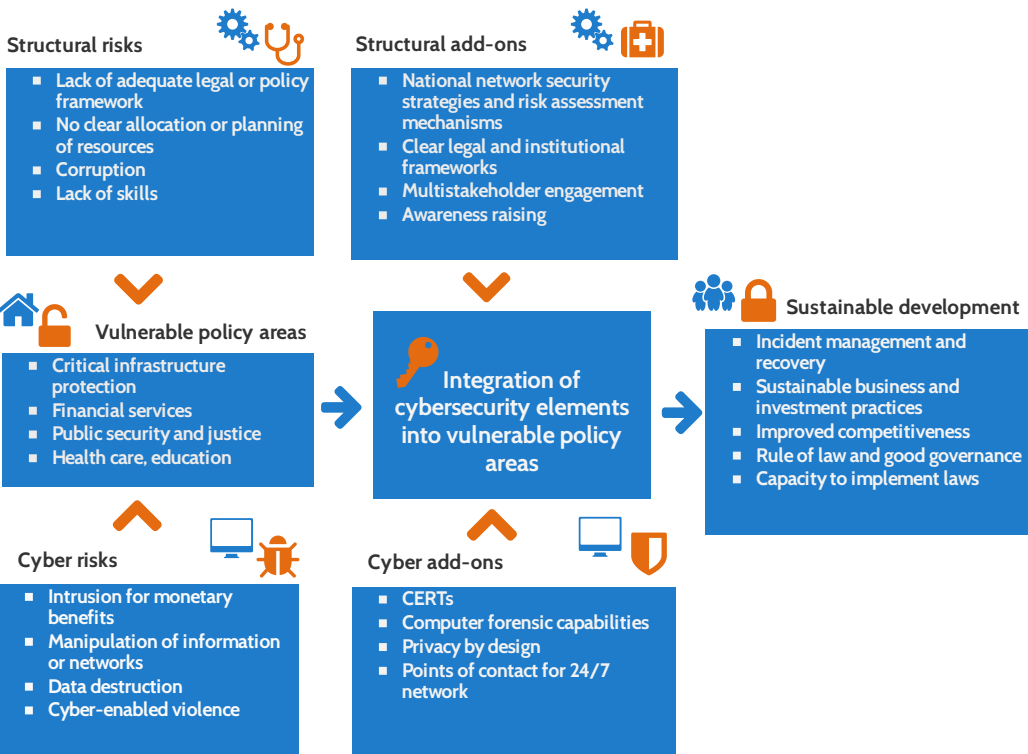 Structural risks
▪ Lack of adequate legal or policy
framework
▪ No clear allocation or planning
of resources
▪ Corruption
▪ Lack of skills
Structural add-ons
▪ National network security
strategies and risk assessment
mechanisms
▪ Clear legal and institutional
frameworks
▪ Multistakeholder engagement
▪ Awareness raising
Vulnerable policy areas
▪ Critical infrastructure
protection
▪ Financial services
▪ Public security and justice
▪ Health care, education
Integration of
cybersecurity elements
into vulnerable policy
areas
Sustainable development
▪ Incident management and
recovery
▪ Sustainable business and
investment practices
▪ Improved competitiveness
▪ Rule of law and good governance
▪ Capacity to implement laws
Cyber risks
▪ Intrusion for monetary
benefits
▪ Manipulation of information
or networks
▪ Data destruction
▪ Cyber-enabled violence
Cyber add-ons
▪ CERTs
▪ Computer forensic capabilities
▪ Privacy by design
▪ Points of contact for 24/7
network